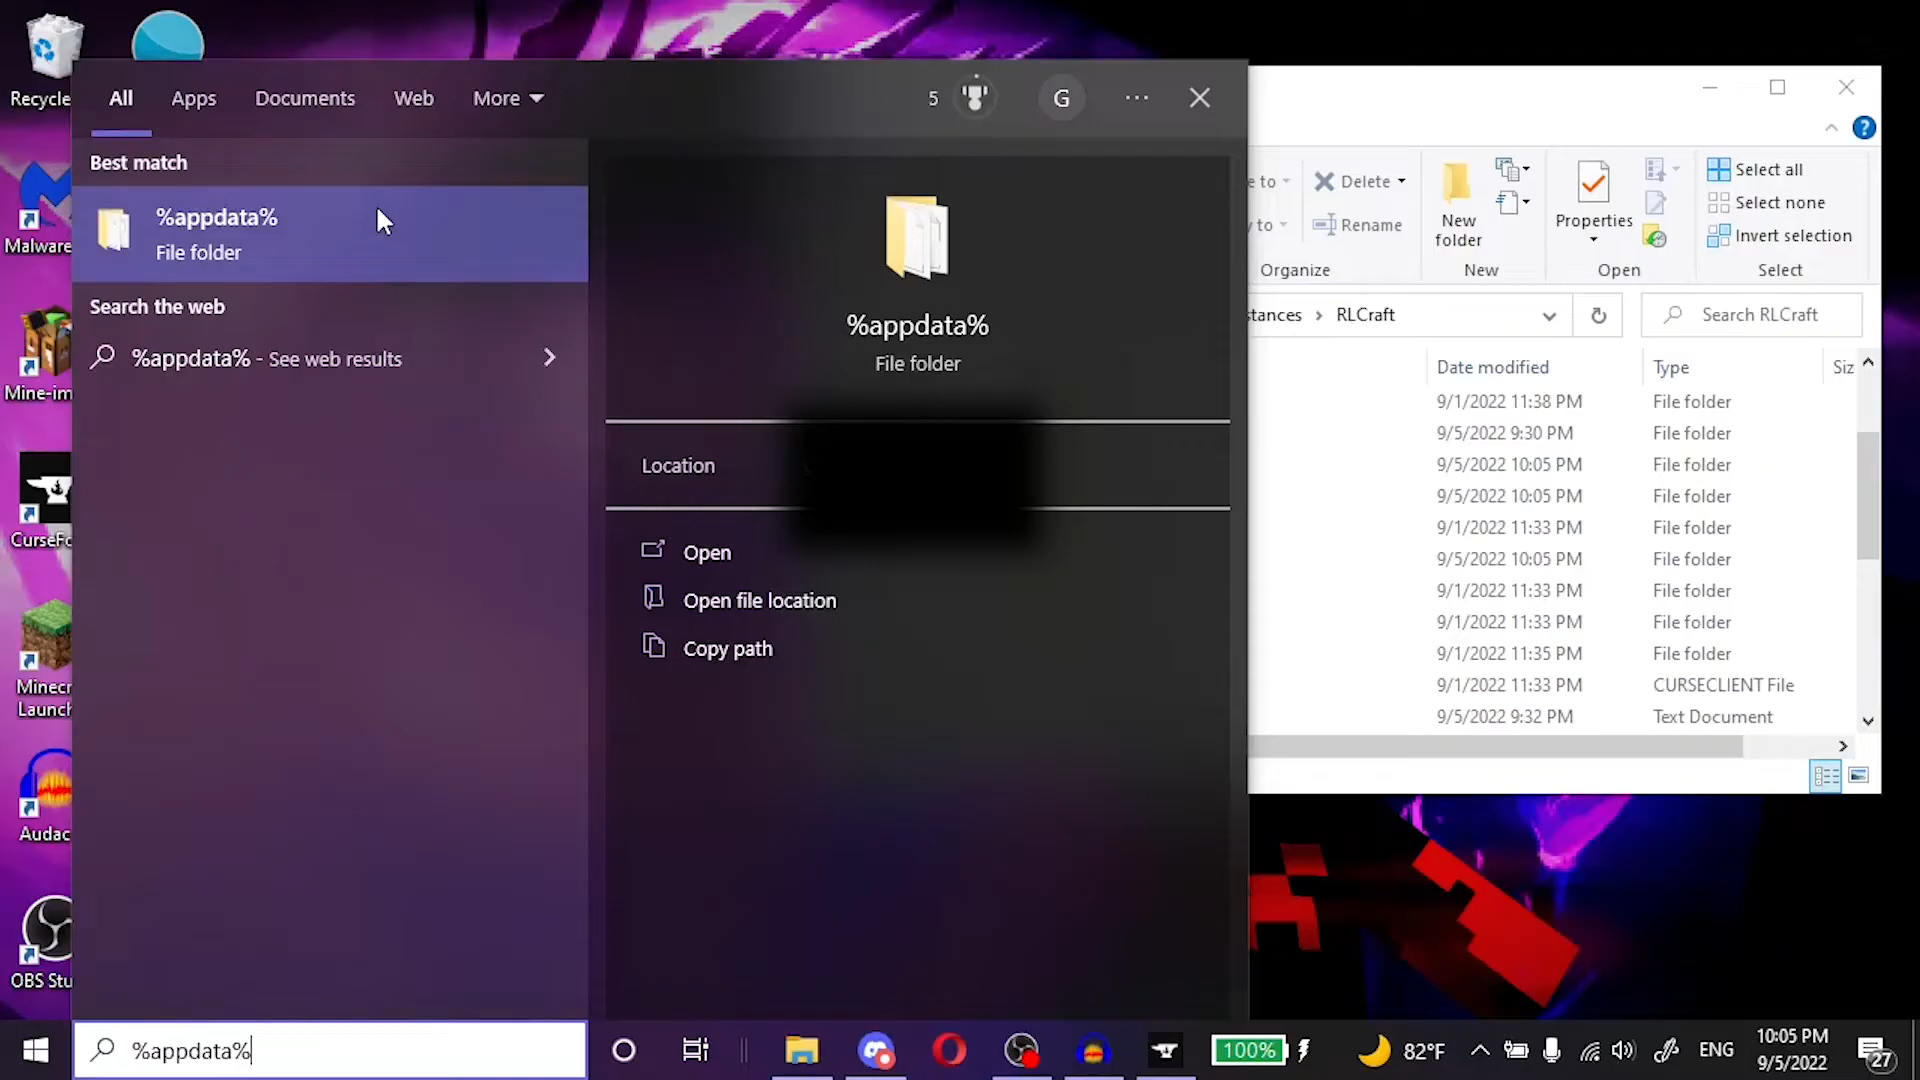 Recycle
Malware
Mine-im
CurseFo
Minecr
Launch
Audac
OBS Stu
All Apps Documents Web More
5 G
Best match
%appdata%
File folder
Search the web
%appdata% - See web results
%appdata%
File folder
Location
Open
Open file location
Copy path
e to
y to
Delete
Rename
Organize
New
folder
New
Properties
Open
Select all
Select none
Invert selection
Select
stances › RLCraft
Search RLCraft
Date modified Type Siz
9/1/2022 11:38 PM File folder
9/5/2022 9:30 PM File folder
9/5/2022 10:05 PM File folder
9/5/2022 10:05 PM File folder
9/1/2022 11:33 PM File folder
9/5/2022 10:05 PM File folder
9/1/2022 11:33 PM File folder
9/1/2022 11:33 PM File folder
9/1/2022 11:35 PM File folder
9/1/2022 11:33 PM CURSECLIENT File
9/5/2022 9:32 PM Text Document
%appdata%
100%
82°F
ENG
10:05 PM
9/5/2022
27